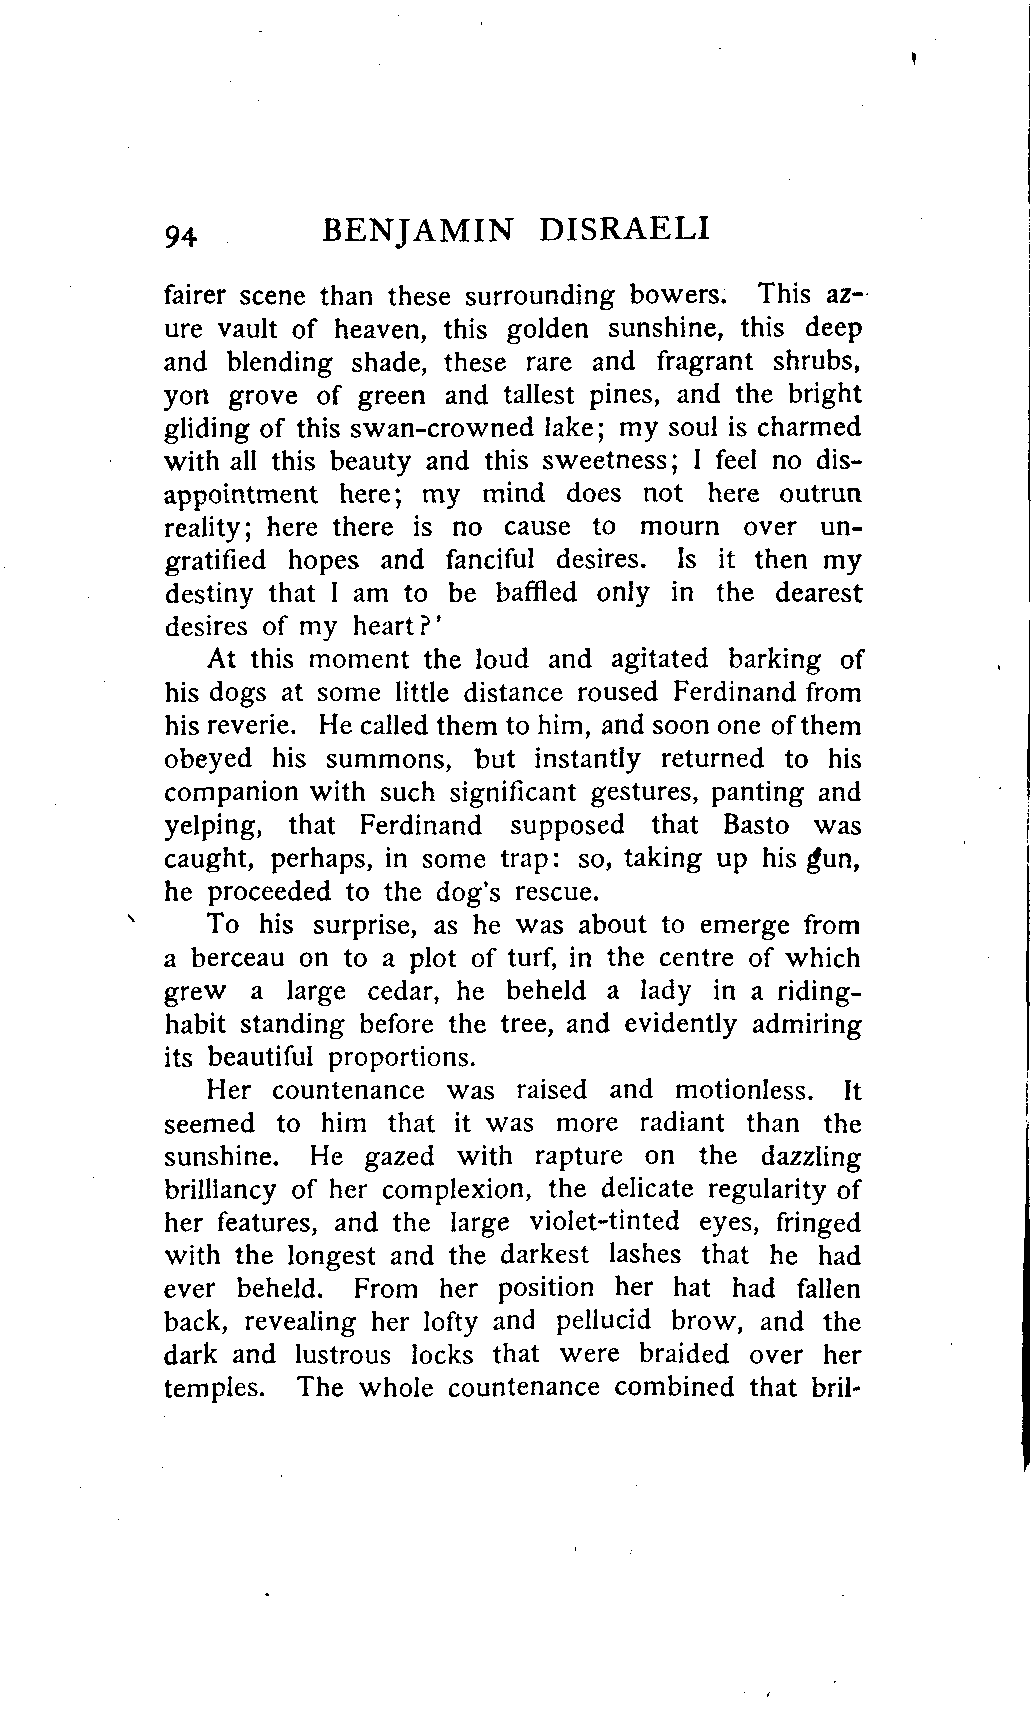 94 BENJAMIN DISRAELI
fairer scene than these surrounding bowers. This az-
ure vault of heaven, this golden sunshine, this deep
and blending shade, these rare and fragrant shrubs,
yon grove of green and tallest pines, and the bright
gliding of this swan-crowned lake; my soul is charmed
with all this beauty and this sweetness; I feel no dis-
appointment here; my mind does not here outrun
reality; here there is no cause to mourn over un-
gratified hopes and fanciful desires. Is it then my
destiny that I am to be baffled only in the dearest
desires of my heart?'
At this moment the loud and agitated barking of
his dogs at some little distance roused Ferdinand from
his reverie. He called them to him, and soon one of them
obeyed his summons, but instantly returned to his
companion with such significant gestures, panting and
yelping, that Ferdinand supposed that Basto was
caught, perhaps, in some trap: so, taking up his gun,
he proceeded to the dog's rescue.
To his surprise, as he was about to emerge from
a berceau on to a plot of turf, in the centre of which
grew a large cedar, he beheld a lady in a riding-
habit standing before the tree, and evidently admiring
its beautiful proportions.
Her countenance was raised and motionless. It
seemed to him that it was more radiant than the
sunshine. He gazed with rapture on the dazzling
brilliancy of her complexion, the delicate regularity of
her features, and the large violet-tinted eyes, fringed
with the longest and the darkest lashes that he had
ever beheld. From her position her hat had fallen
back, revealing her lofty and pellucid brow, and the
dark and lustrous locks that were braided over her
temples. The whole countenance combined that bril-